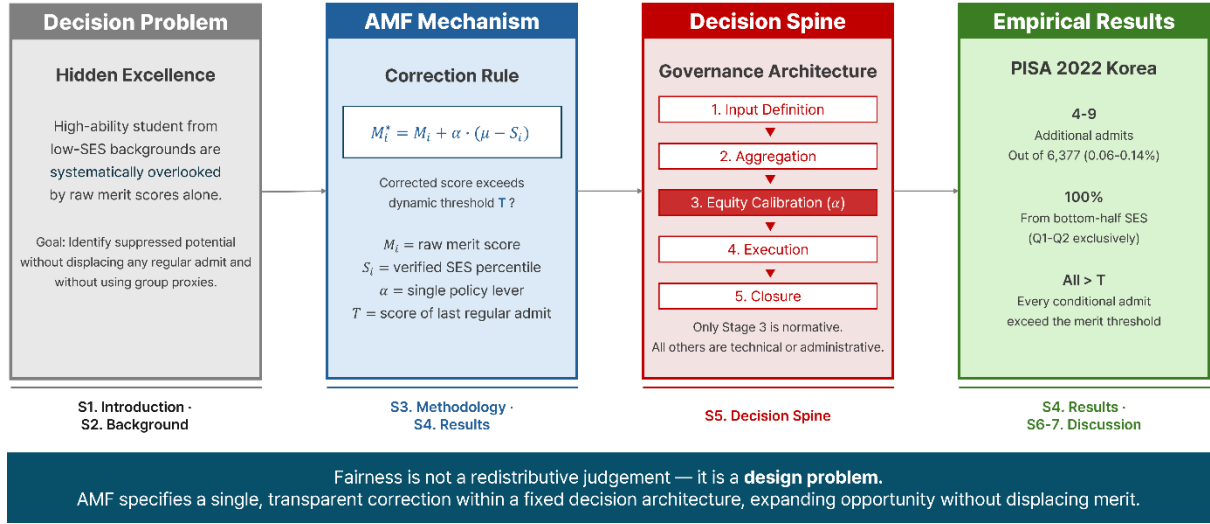 Decision Problem
Hidden Excellence
High-ability student from
low-SES backgrounds are
systematically overlooked
by raw merit scores alone.
Goal: Identify suppressed potential
without displacing any regular admit and
without using group proxies.
S1. Introduction ·
S2. Background
AMF Mechanism
Correction Rule
M*ᵢ = Mᵢ + α · (μ − Sᵢ)
Corrected score exceeds
dynamic threshold T ?
Mᵢ = raw merit score
Sᵢ = verified SES percentile
α = single policy lever
T = score of last regular admit
S3. Methodology ·
S4. Results
Decision Spine
Governance Architecture
1. Input Definition
2. Aggregation
3. Equity Calibration (α)
4. Execution
5. Closure
Only Stage 3 is normative.
All others are technical or administrative.
S5. Decision Spine
Empirical Results
PISA 2022 Korea
4-9
Additional admits
Out of 6,377 (0.06-0.14%)
100%
From bottom-half SES
(Q1-Q2 exclusively)
All > T
Every conditional admit
exceed the merit threshold
S4. Results ·
S6-7. Discussion
Fairness is not a redistributive judgement — it is a design problem.
AMF specifies a single, transparent correction within a fixed decision architecture, expanding opportunity without displacing merit.